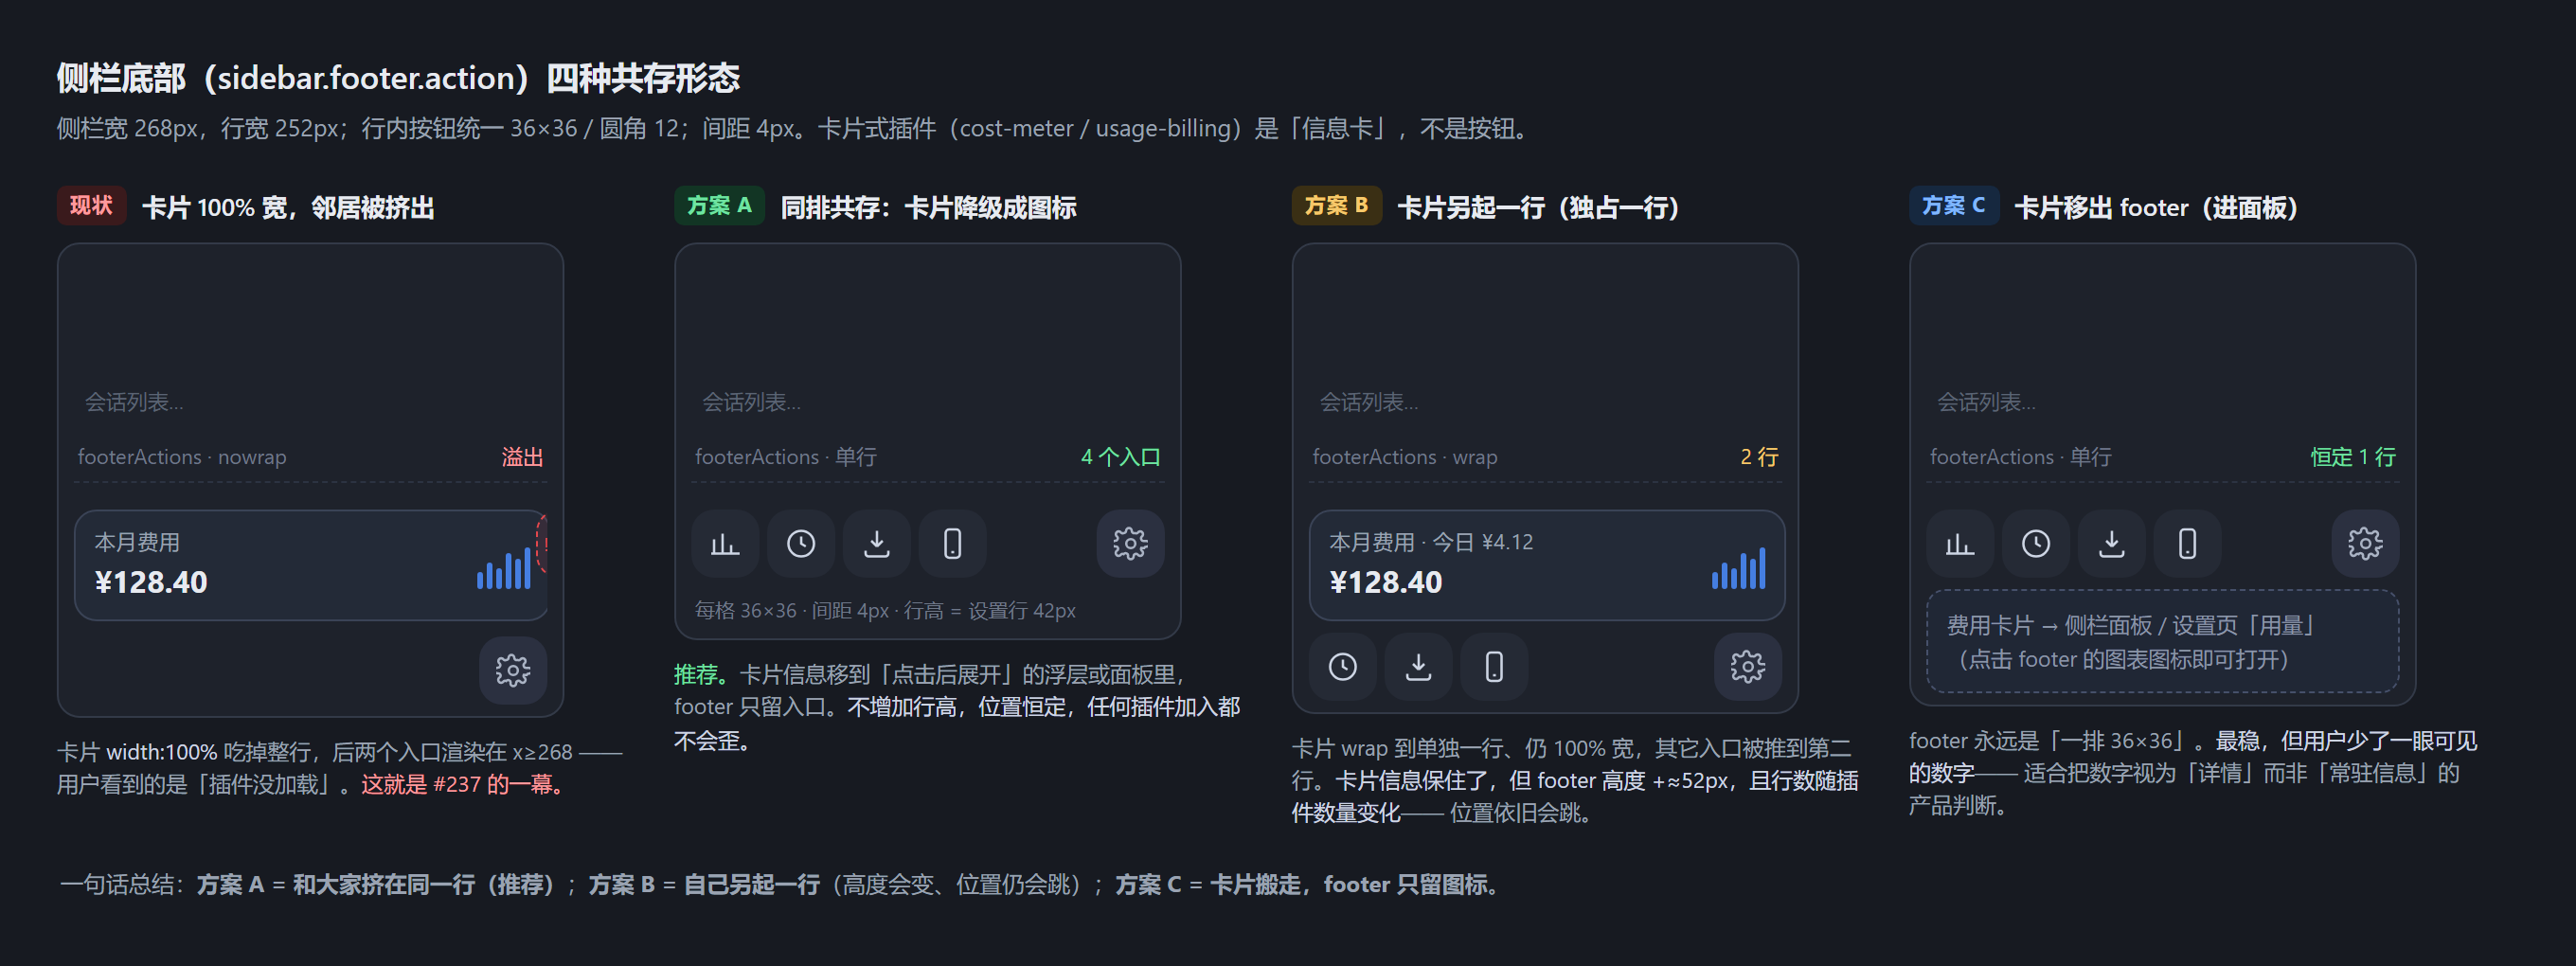 侧栏底部（sidebar.footer.action）四种共存形态
侧栏宽 268px，行宽 252px；行内按钮统一 36×36 / 圆角 12；间距 4px。卡片式插件（cost-meter / usage-billing）是「信息卡」，不是按钮。
现状 卡片 100% 宽，邻居被挤出
会话列表...
footerActions · nowrap 溢出
本月费用
¥128.40
卡片 width:100% 吃掉整行，后两个入口渲染在 x≥268 ——
用户看到的是「插件没加载」。这就是 #237 的一幕。
方案 A 同排共存：卡片降级成图标
会话列表...
footerActions · 单行 4 个入口
每格 36×36 · 间距 4px · 行高 = 设置行 42px
推荐。卡片信息移到「点击后展开」的浮层或面板里，
footer 只留入口。不增加行高，位置恒定，任何插件加入都
不会歪。
方案 B 卡片另起一行（独占一行）
会话列表...
footerActions · wrap 2 行
本月费用 · 今日 ¥4.12
¥128.40
卡片 wrap 到单独一行、仍 100% 宽，其它入口被推到第二
行。卡片信息保住了，但 footer 高度 +≈52px，且行数随插
件数量变化—— 位置依旧会跳。
方案 C 卡片移出 footer（进面板）
会话列表...
footerActions · 单行 恒定 1 行
费用卡片 → 侧栏面板 / 设置页「用量」
（点击 footer 的图表图标即可打开）
footer 永远是「一排 36×36」。最稳，但用户少了一眼可见
的数字—— 适合把数字视为「详情」而非「常驻信息」的
产品判断。
一句话总结：方案 A = 和大家挤在同一行（推荐）；方案 B = 自己另起一行（高度会变、位置仍会跳）；方案 C = 卡片搬走，footer 只留图标。